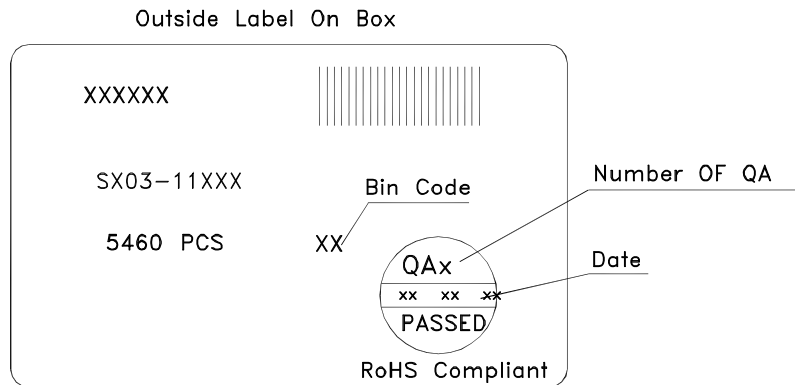 Outside Label On Box
XXXXXX
SX03-11XXX
Bin Code
Number OF QA
5460 PCS
XX
QAx
Date
xx xx xx
PASSED
RoHS Compliant